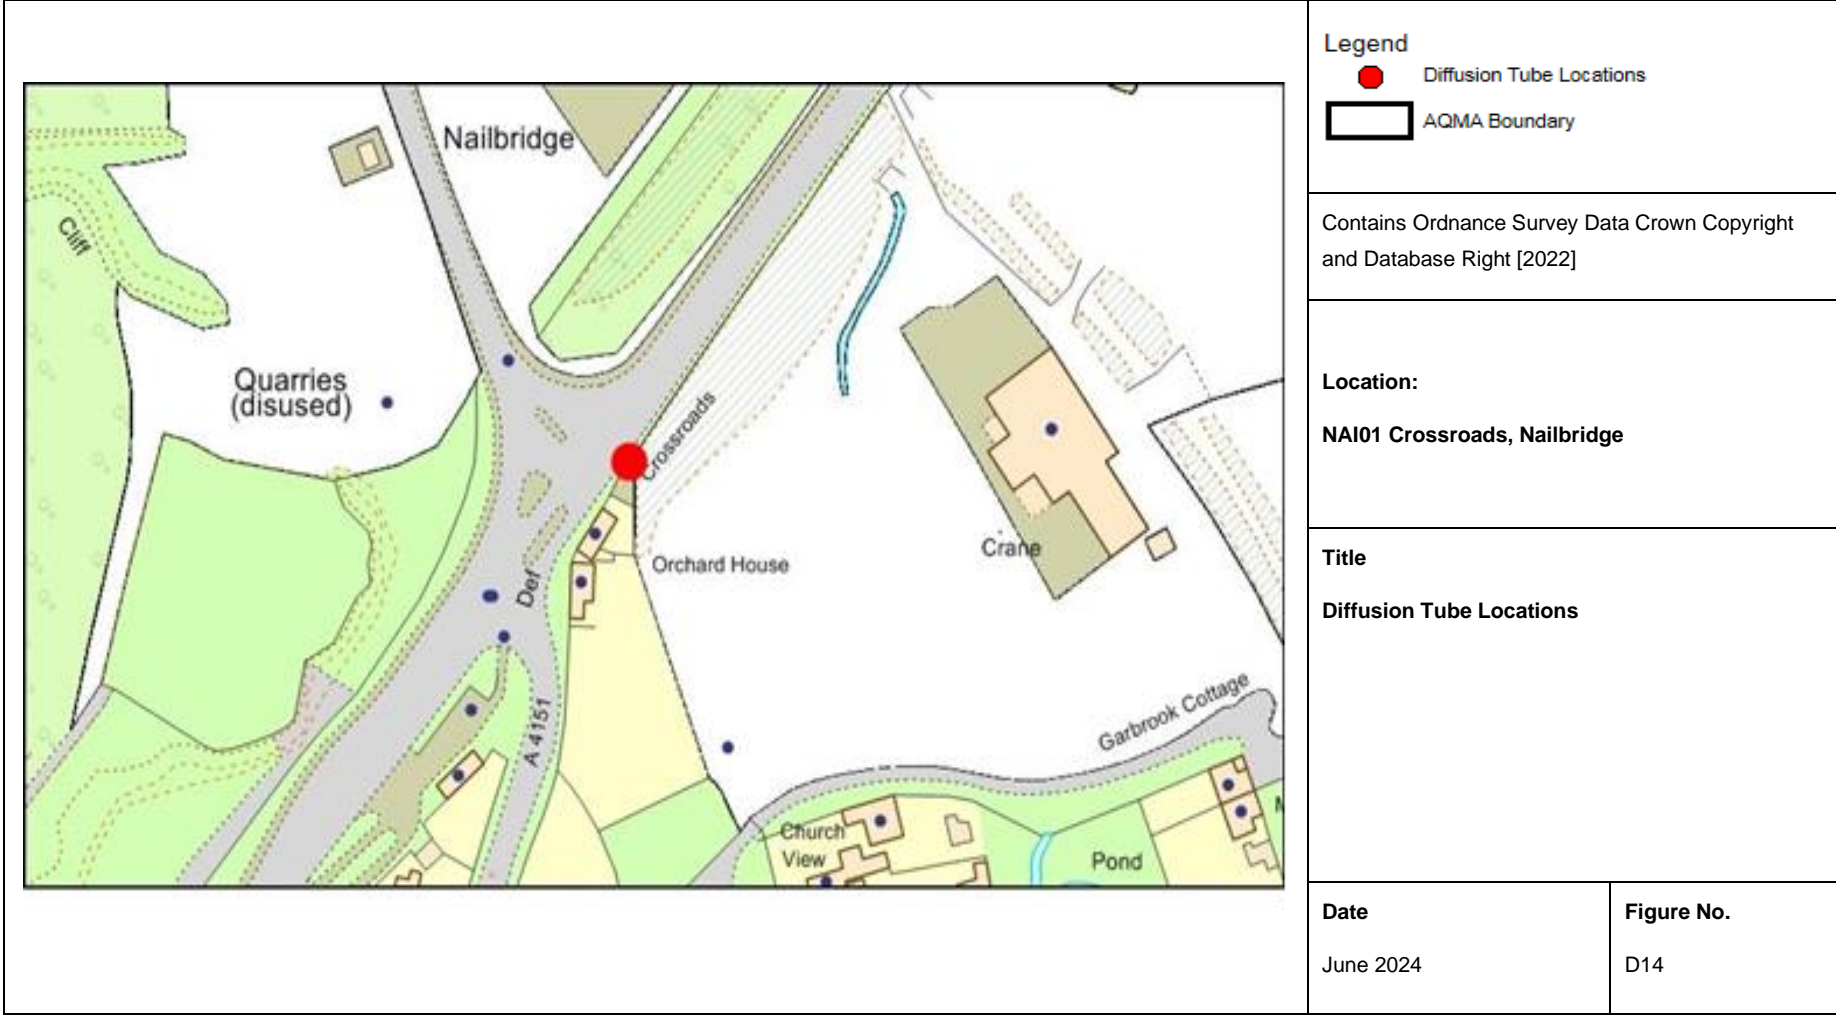 Nailbridge
Cliff
Quarries
(disused)
Crossroads
Orchard House
Crane
Def
A 4151
Garbrook Cottage
Church
View
Pond
Legend
Diffusion Tube Locations
AQMA Boundary
Contains Ordnance Survey Data Crown Copyright
and Database Right [2022]
Location:
NAI01 Crossroads, Nailbridge
Title
Diffusion Tube Locations
Date
June 2024
Figure No.
D14